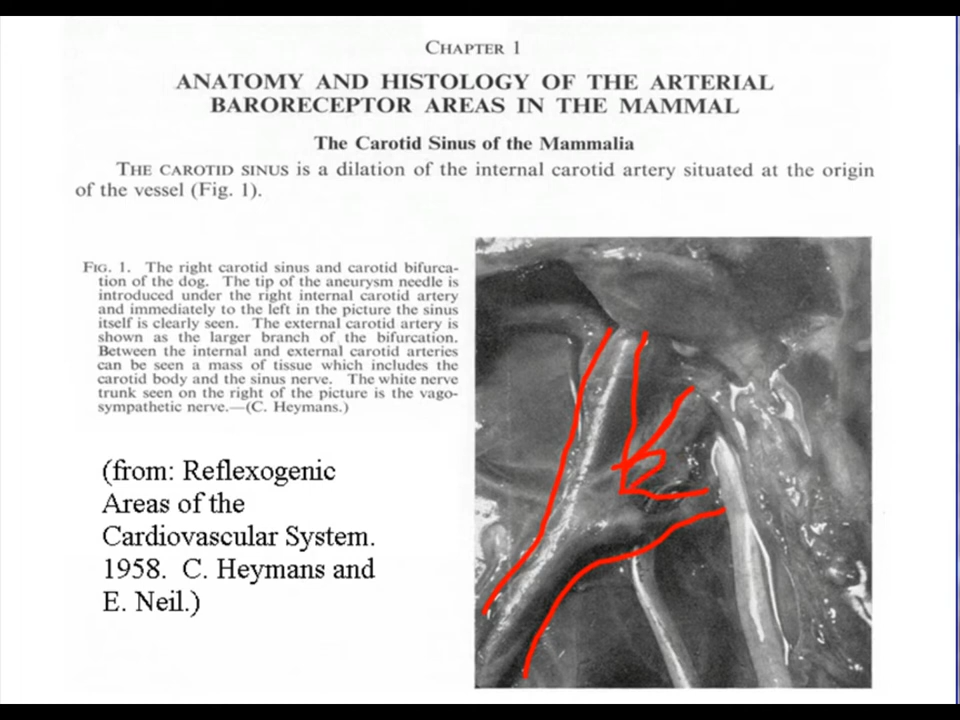 CHAPTER 1
ANATOMY AND HISTOLOGY OF THE ARTERIAL
BARORECEPTOR AREAS IN THE MAMMAL
The Carotid Sinus of the Mammalia
THE CAROTID SINUS is a dilation of the internal carotid artery situated at the origin
of the vessel (Fig. 1).
FIG. 1. The right carotid sinus and carotid bifurca-
tion of the dog. The tip of the aneurysm needle is
introduced under the right internal carotid artery
and immediately to the left in the picture the sinus
itself is clearly seen. The external carotid artery is
shown as the larger branch of the bifurcation.
Between the internal and external carotid arteries
can be seen a mass of tissue which includes the
carotid body and the sinus nerve. The white nerve
trunk seen on the right of the picture is the vago-
sympathetic nerve.—(C. Heymans.)
(from: Reflexogenic
Areas of the
Cardiovascular System.
1958. C. Heymans and
E. Neil.)